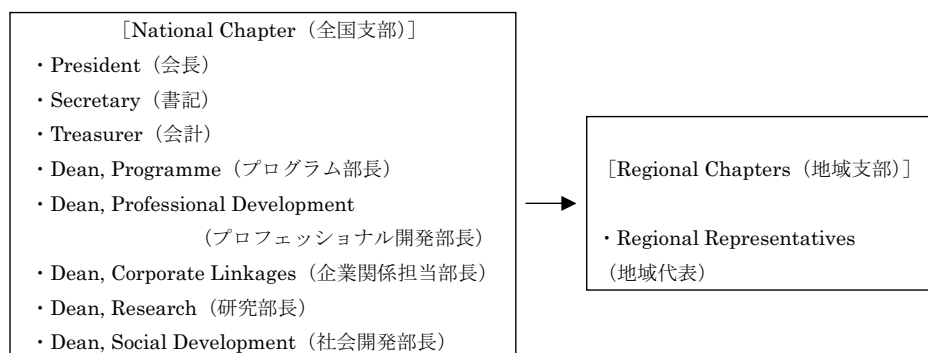 [National Chapter（全国支部）]
・President（会長）
・Secretary（書記）
・Treasurer（会計）
・Dean, Programme（プログラム部長）
・Dean, Professional Development
（プロフェッショナル開発部長）
・Dean, Corporate Linkages（企業関係担当部長）
・Dean, Research（研究部長）
・Dean, Social Development（社会開発部長）
[Regional Chapters（地域支部）]
・Regional Representatives
（地域代表）